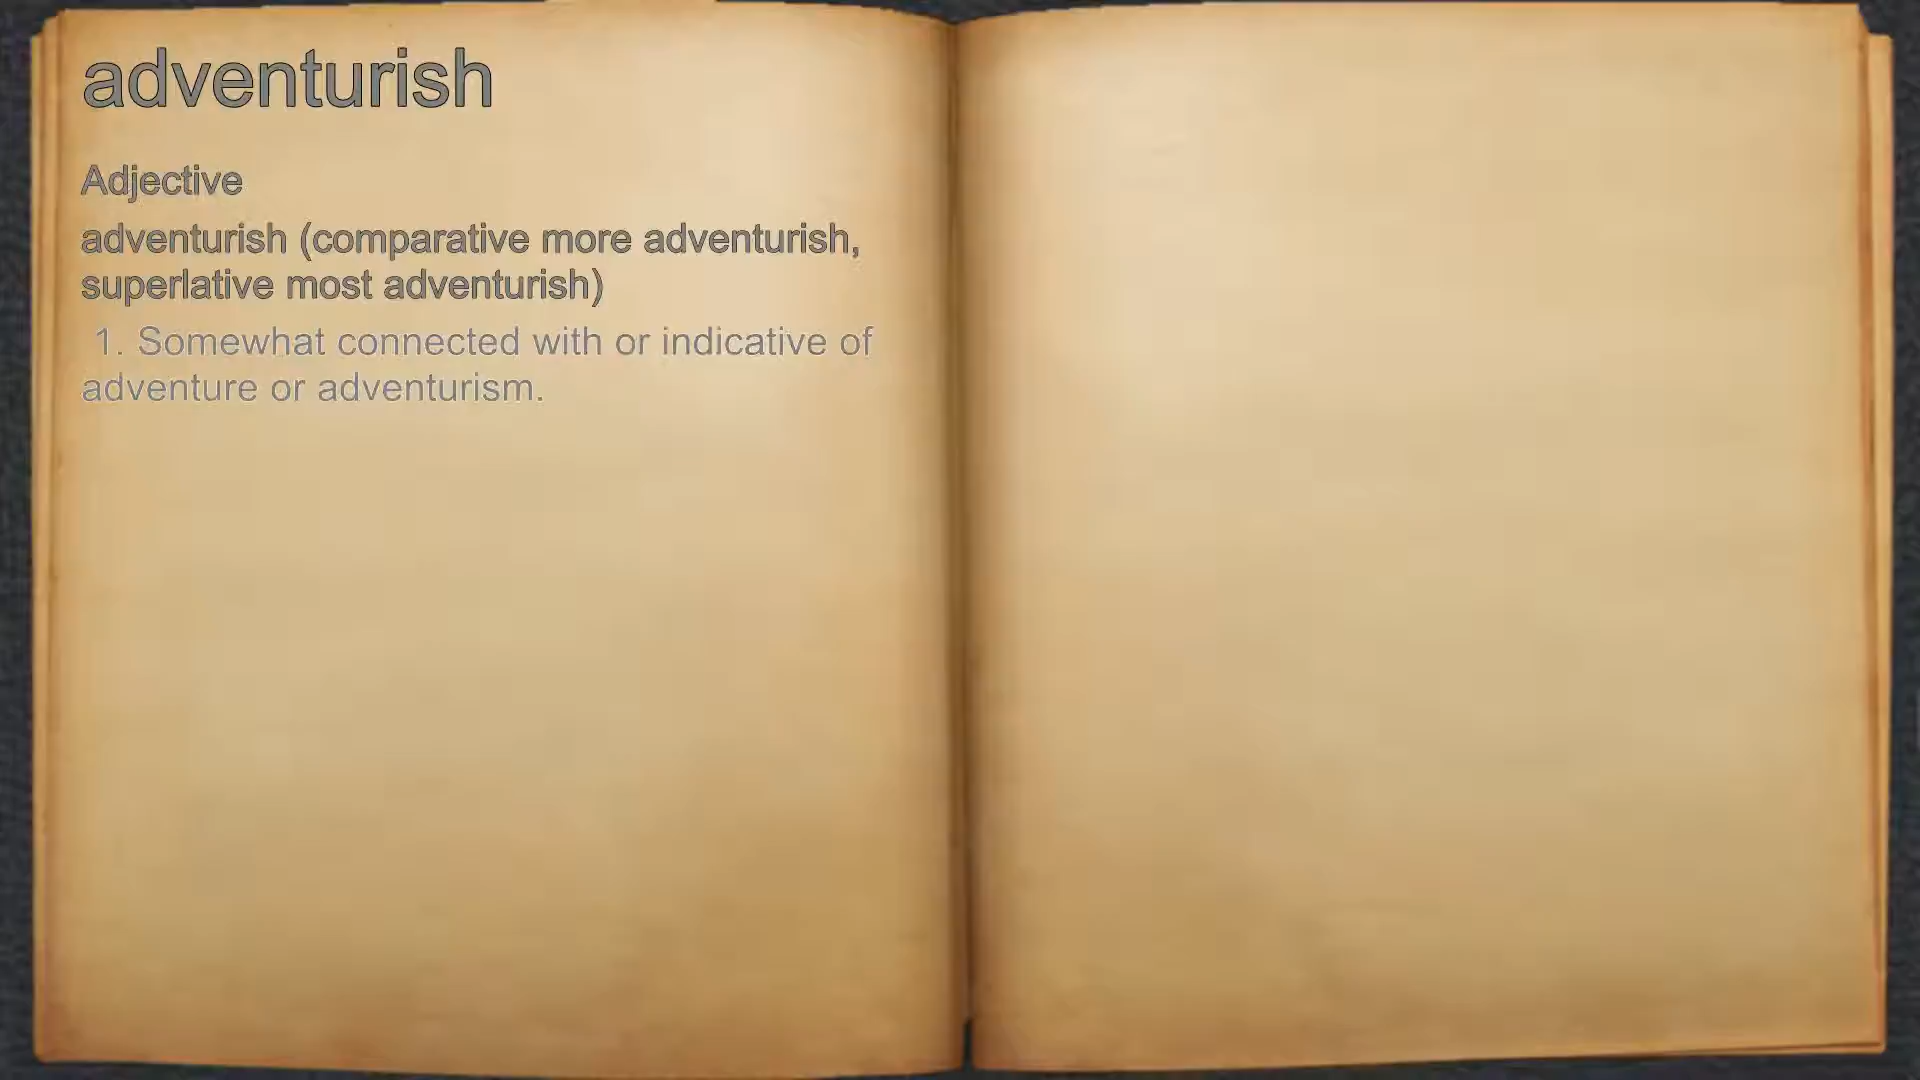 adventurish
Adjective
adventurish (comparative more adventurish,
superlative most adventurish)
1. Somewhat connected with or indicative of
adventure or adventurism.